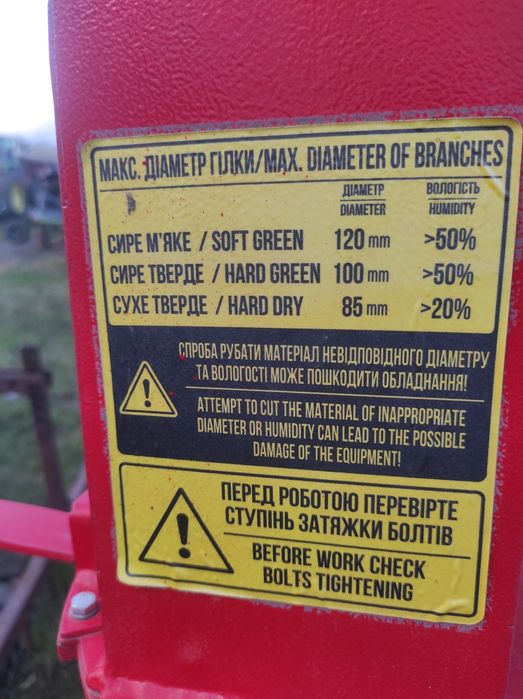 МАКС. ДІАМЕТР ГІЛКИ/MAX. DIAMETER OF BRANCHES
ДІАМЕТР ВОЛОГІСТЬ
DIAMETER HUMIDITY
СИРЕ М'ЯКЕ / SOFT GREEN 120 mm >50%
СИРЕ ТВЕРДЕ / HARD GREEN 100 mm >50%
СУХЕ ТВЕРДЕ / HARD DRY 85 mm >20%
СПРОБА РУБАТИ МАТЕРІАЛ НЕВІДПОВІДНОГО ДІАМЕТРУ
ТА ВОЛОГОСТІ МОЖЕ ПОШКОДИТИ ОБЛАДНАННЯ!
ATTEMPT TO CUT THE MATERIAL OF INAPPROPRIATE
DIAMETER OR HUMIDITY CAN LEAD TO THE POSSIBLE
DAMAGE OF THE EQUIPMENT!
ПЕРЕД РОБОТОЮ ПЕРЕВІРТЕ
СТУПІНЬ ЗАТЯЖКИ БОЛТІВ
BEFORE WORK CHECK
BOLTS TIGHTENING